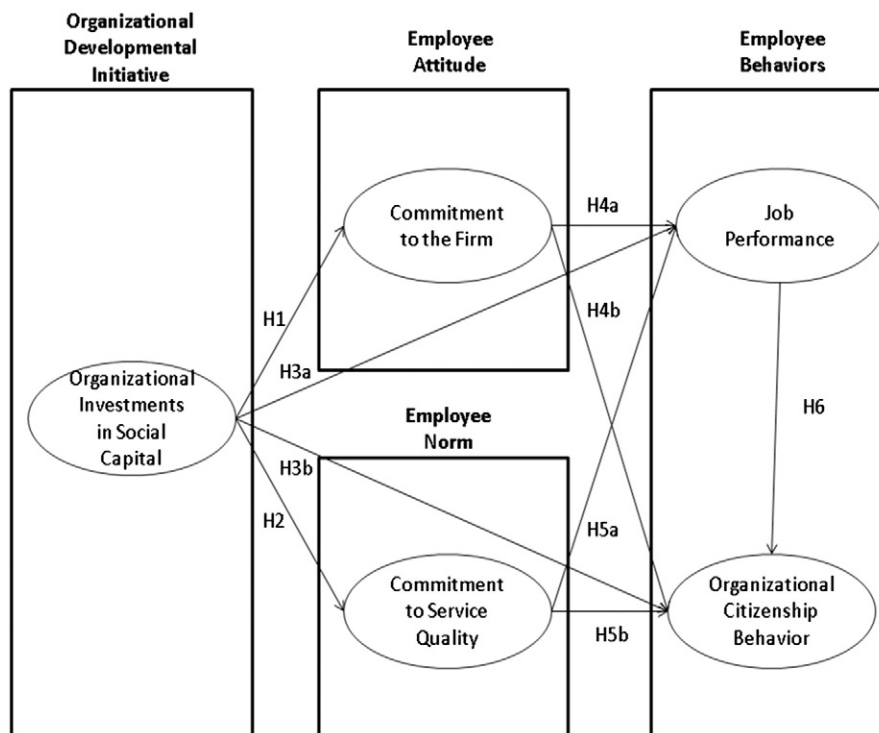 Organizational
Developmental
Initiative
Employee
Attitude
Employee
Behaviors
Commitment
to the Firm
H4a
Job
Performance
H1
H4b
H3a
Organizational
Investments
in Social
Capital
H6
Employee
Norm
H3b
H2
H5a
Commitment
to Service
Quality
H5b
Organizational
Citizenship
Behavior